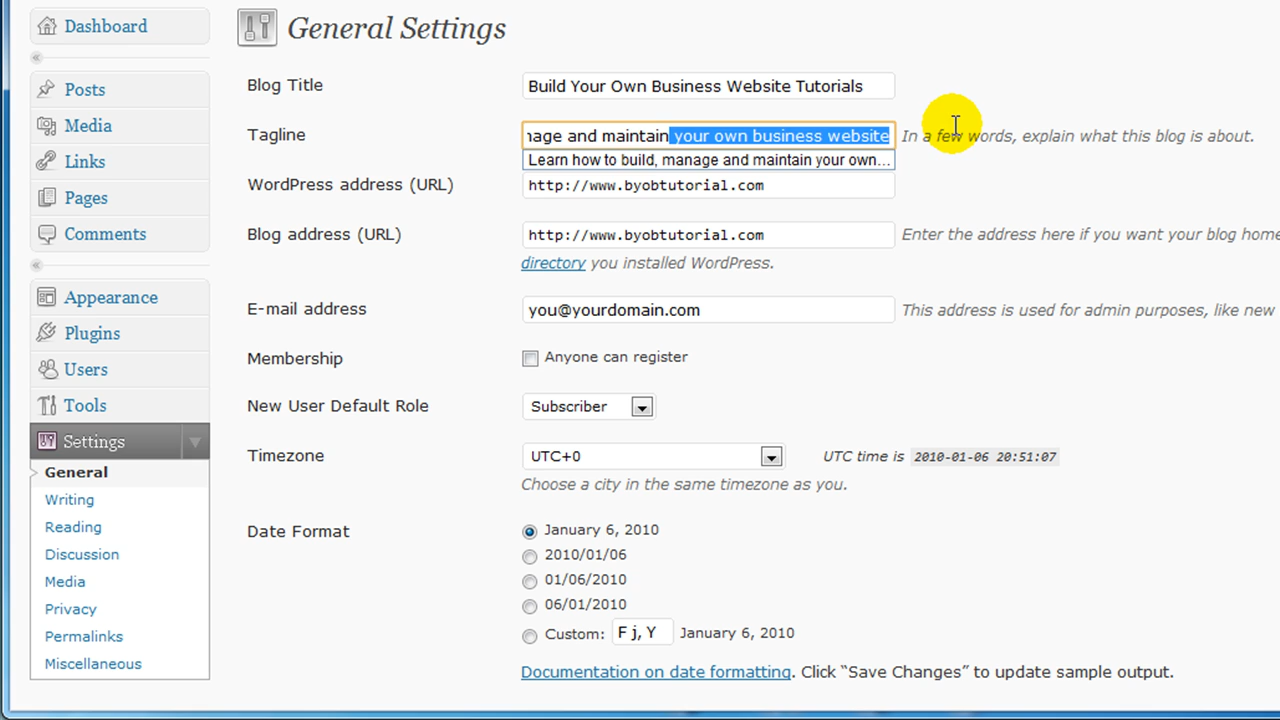 Dashboard
General Settings
Posts
Media
Links
Pages
Comments
Appearance
Plugins
Users
Tools
Settings
General
Writing
Reading
Discussion
Media
Privacy
Permalinks
Miscellaneous
Blog Title
Build Your Own Business Website Tutorials
Tagline
and maintain your own business website
In a few words, explain what this blog is about.
Learn how to build, manage and maintain your own...
WordPress address (URL)
http://www.byobtutorial.com
Blog address (URL)
http://www.byobtutorial.com
Enter the address here if you want your blog home
directory you installed WordPress.
E-mail address
you@yourdomain.com
This address is used for admin purposes, like new
Membership
Anyone can register
New User Default Role
Subscriber
Timezone
UTC+0
UTC time is 2010-01-06 20:51:07
Choose a city in the same timezone as you.
Date Format
January 6, 2010
2010/01/06
01/06/2010
06/01/2010
Custom: F j, Y January 6, 2010
Documentation on date formatting. Click “Save Changes” to update sample output.